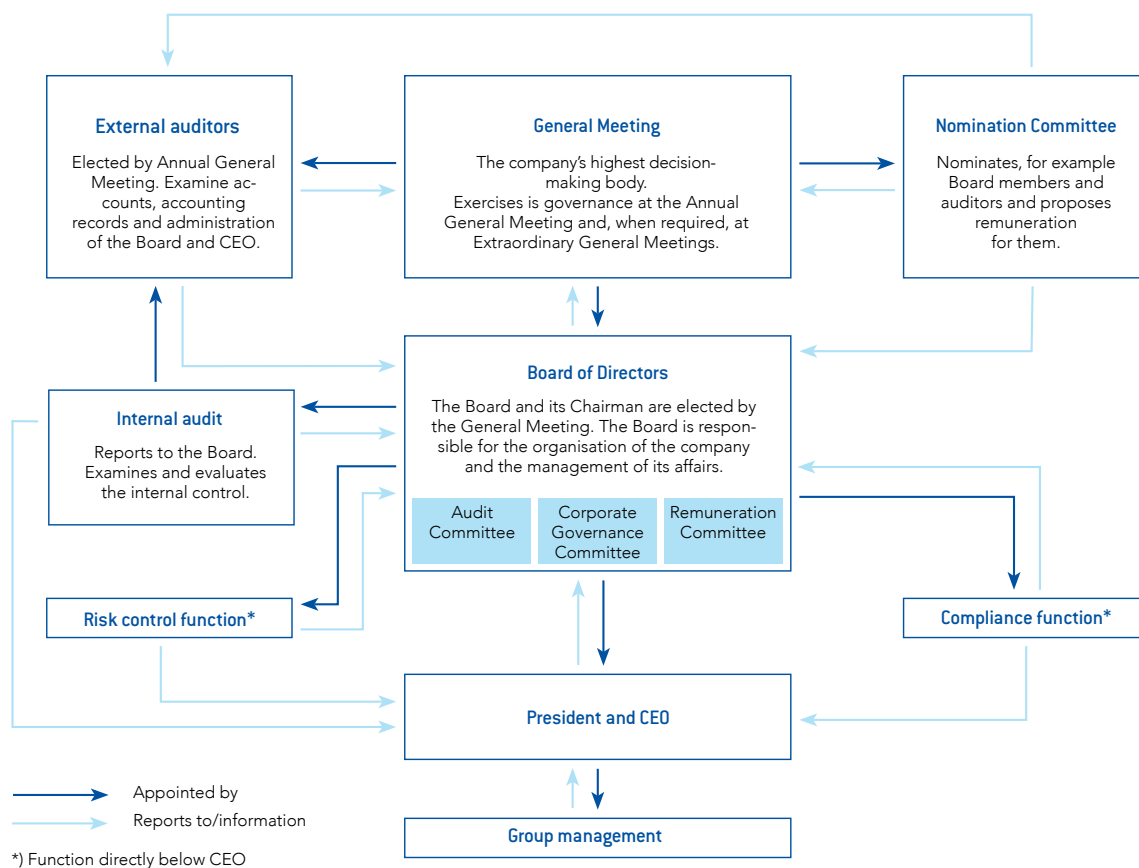 External auditors
Elected by Annual General
Meeting. Examine ac-
counts, accounting
records and administration
of the Board and CEO.
General Meeting
The company's highest decision-
making body.
Exercises is governance at the Annual
General Meeting and, when required, at
Extraordinary General Meetings.
Nomination Committee
Nominates, for example
Board members and
auditors and proposes
remuneration
for them.
Board of Directors
The Board and its Chairman are elected by
the General Meeting. The Board is respon-
sible for the organisation of the company
and the management of its affairs.
Audit
Committee
Corporate
Governance
Committee
Remuneration
Committee
Internal audit
Reports to the Board.
Examines and evaluates
the internal control.
Risk control function*
Compliance function*
President and CEO
Group management
Appointed by
Reports to/information
*) Function directly below CEO